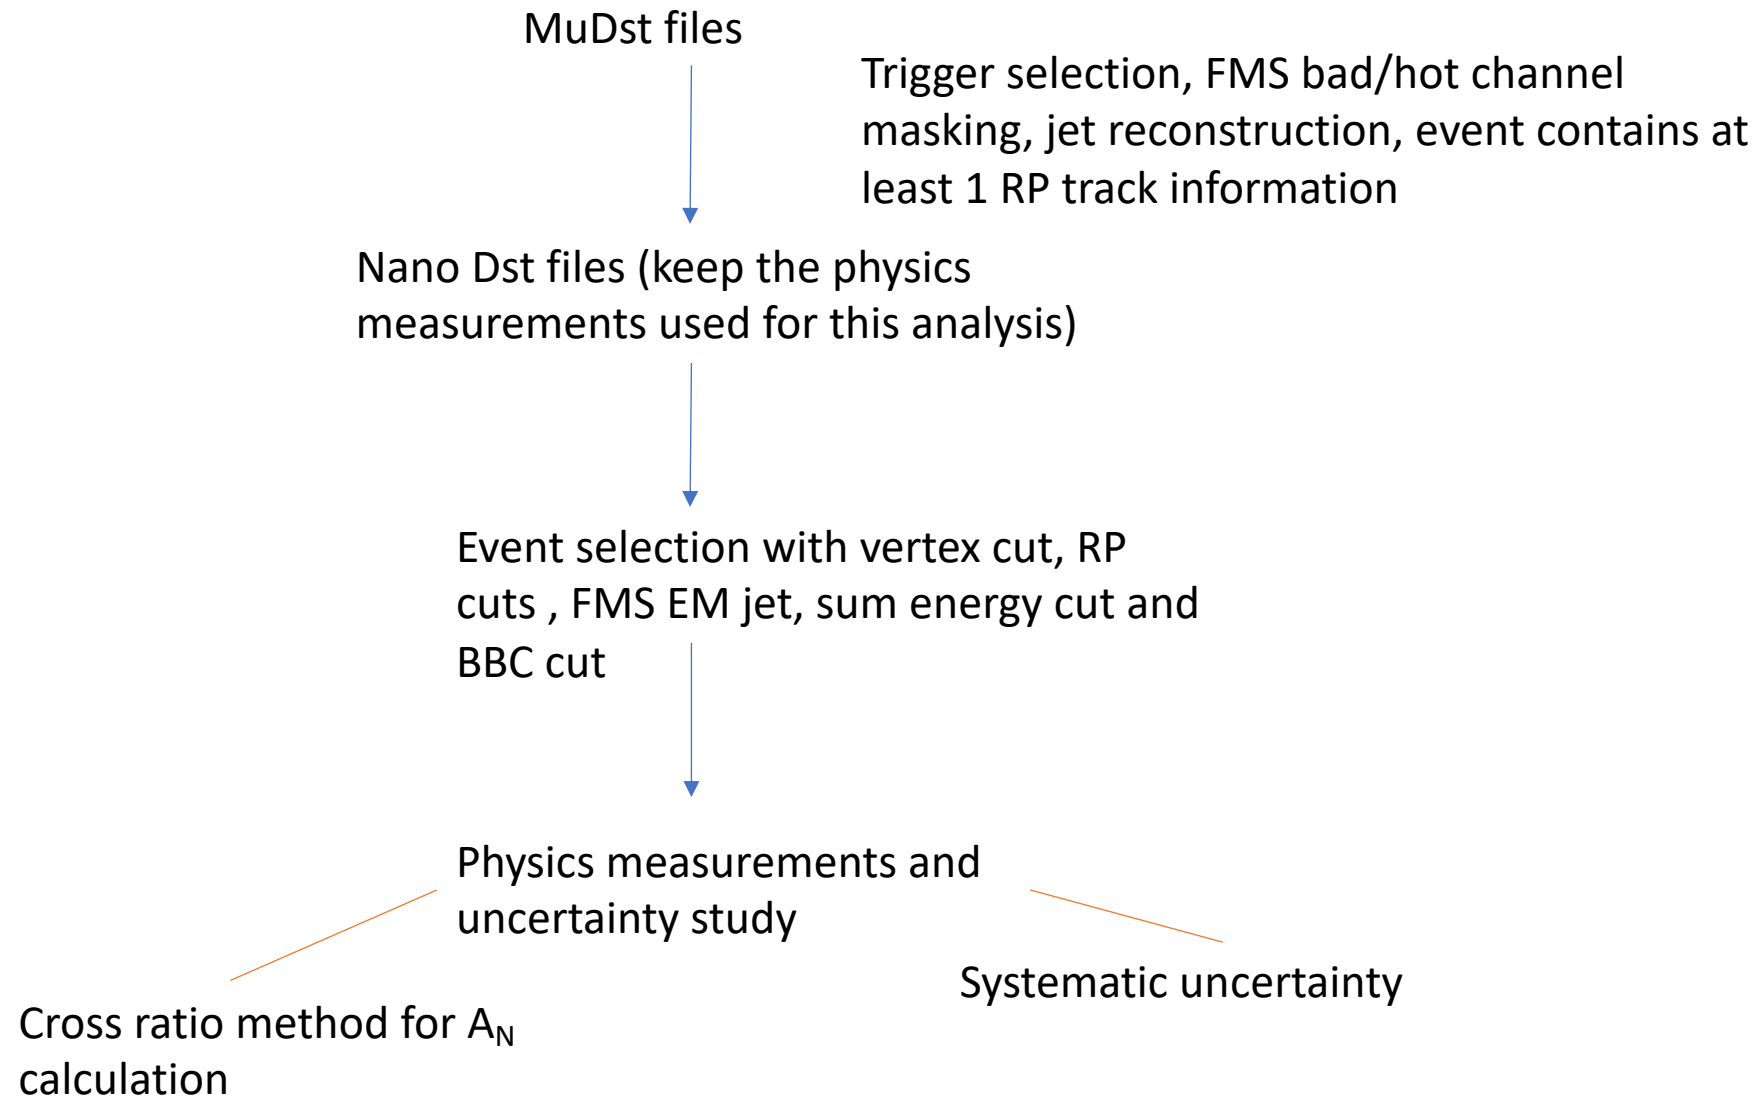 MuDst files
Trigger selection, FMS bad/hot channel
masking, jet reconstruction, event contains at
least 1 RP track information
Nano Dst files (keep the physics
measurements used for this analysis)
Event selection with vertex cut, RP
cuts , FMS EM jet, sum energy cut and
BBC cut
Physics measurements and
uncertainty study
Systematic uncertainty
Cross ratio method for A_N
calculation